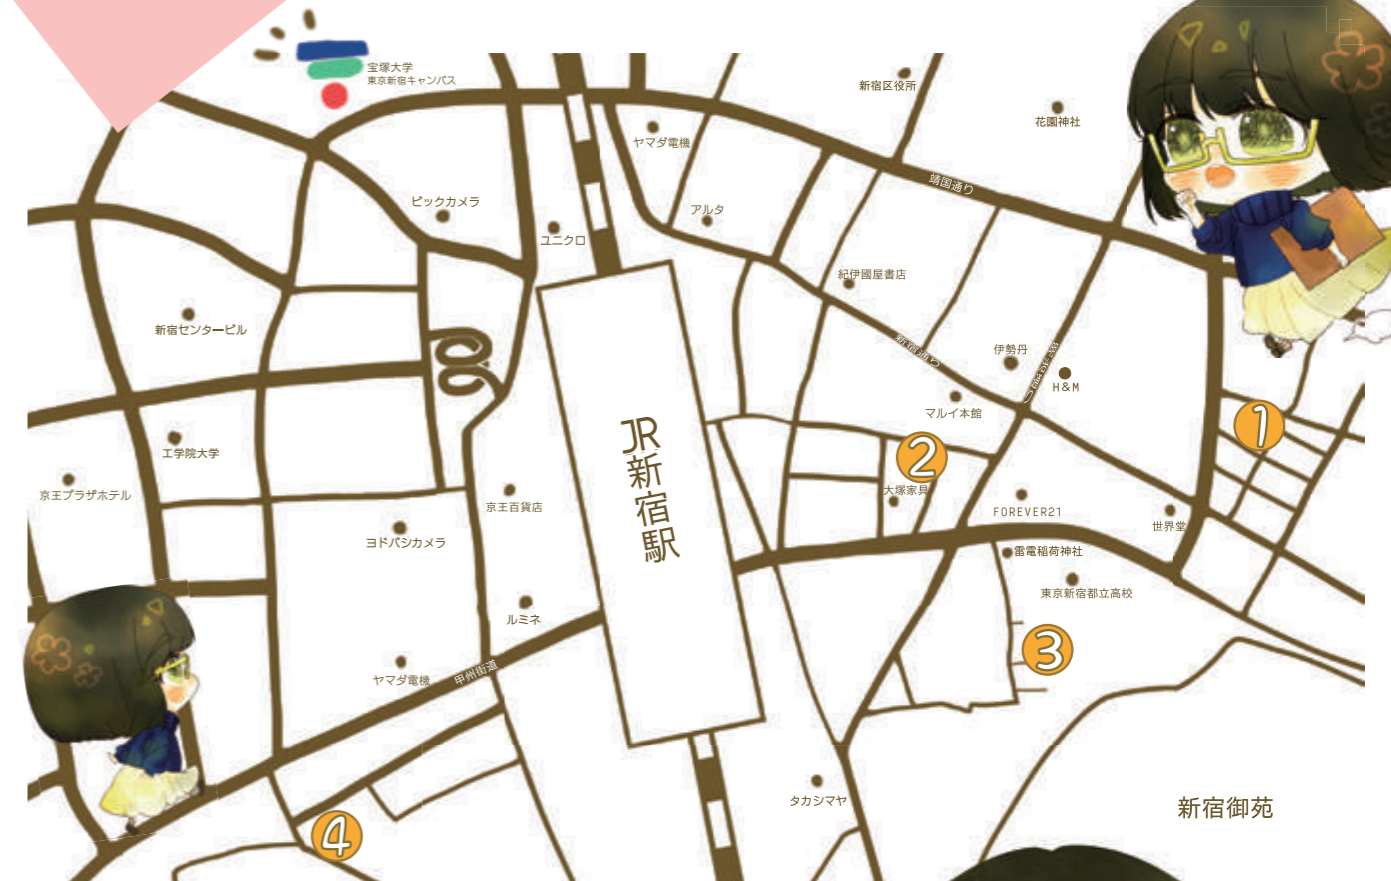 宝塚大学
東京新宿キャンパス
新宿区役所
花園神社
ヤマダ電機
靖国通り
ビックカメラ
アルタ
ユニクロ
紀伊國屋書店
新宿センタービル
新宿通り
伊勢丹
H&M
マルイ本館
1
JR新宿駅
2
工学院大学
京王プラザホテル
大塚家具
京王百貨店
FOREVER21
世界堂
ヨドバシカメラ
雷電稲荷神社
東京新宿都立高校
ルミネ
3
甲州街道
ヤマダ電機
タカシマヤ
新宿御苑
4